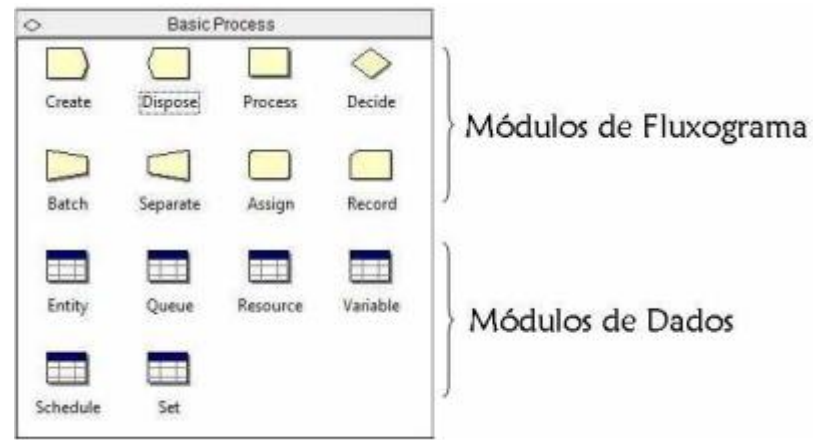 Basic Process
Create Dispose Process Decide
Módulos de Fluxograma
Batch Separate Assign Record
Entity Queue Resource Variable
Módulos de Dados
Schedule Set